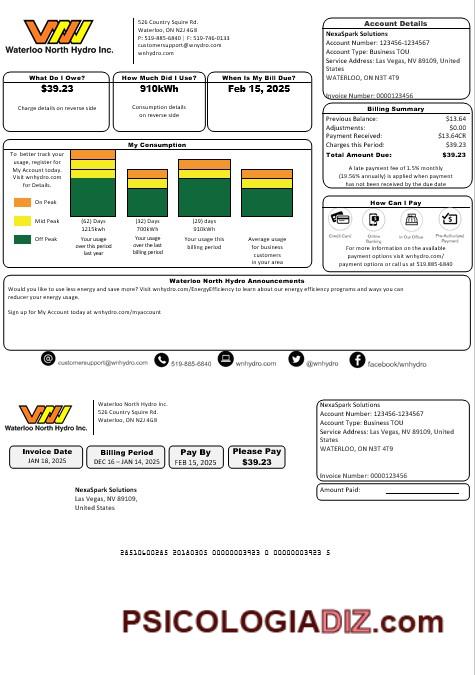 Waterloo North Hydro Inc.
526 Country Squire Rd.
Waterloo, ON N2J 4G8
P: 519-885-6840 | F: 519-746-0133
customersupport@wnhydro.com
wnhydro.com
Account Details
NexaSpark Solutions
Account Number: 123456-1234567
Account Type: Business TOU
Service Address: Las Vegas, NV 89109, United
States
WATERLOO, ON N3T 4T9
Invoice Number: 0000123456
What Do I Owe?
$39.23
Charge details on reverse side
How Much Did I Use?
910kWh
Consumption details
on reverse side
When Is My Bill Due?
Feb 15, 2025
Billing Summary
Previous Balance: $13.64
Adjustments: $0.00
Payment Received: $13.64CR
Charges this Period: $39.23
Total Amount Due: $39.23
A late payment fee of 1.5% monthly
(19.56% annually) is applied when payment
has not been received by the due date
My Consumption
To better track your
usage, register for
My Account today.
Visit wnhydro.com
for Details.
On Peak
Mid Peak
Off Peak
(62) Days
1215kwh
Your usage
over this period
last year
(32) Days
700kWh
Your usage
over the last
billing period
(29) days
910kWh
Your usage this
billing period
Average usage
for business
customers
in your area
How Can I Pay
Credit Card
Online
Banking
In Our Office
Pre-Authorized
Payment
For more information on the available
payment options visit wnhydro.com/
payment options or call us at 519.885-6840
Waterloo North Hydro Announcements
Would you like to use less energy and save more? Visit wnhydro.com/EnergyEfficiency to learn about our energy efficiency programs and ways you can
reduce your energy usage.
Sign up for My Account today at wnhydro.com/myaccount
customersupport@wnhydro.com
519-885-6840
wnhydro.com
@wnhydro
facebook/wnhydro
Waterloo North Hydro Inc.
Waterloo North Hydro Inc.
526 Country Squire Rd.
Waterloo, ON N2J 4G8
NexaSpark Solutions
Account Number: 123456-1234567
Account Type: Business TOU
Service Address: Las Vegas, NV 89109, United
States
WATERLOO, ON N3T 4T9
Invoice Number: 0000123456
Invoice Date
JAN 18, 2025
Billing Period
DEC 16 – JAN 14, 2025
Pay By
FEB 15, 2025
Please Pay
$39.23
Amount Paid:
NexaSpark Solutions
Las Vegas, NV 89109,
United States
28510600285 20180305 00000003923 0 00000003923 5
PSICOLOGIADIZ.com